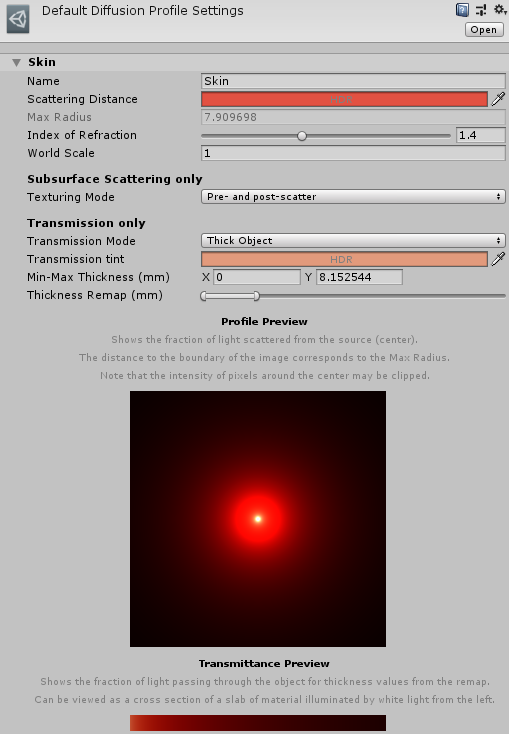 Default Diffusion Profile Settings
Open
Skin
Name Skin
Scattering Distance HDR
Max Radius 7.909698
Index of Refraction 1.4
World Scale 1
Subsurface Scattering only
Texturing Mode Pre- and post-scatter
Transmission only
Transmission Mode Thick Object
Transmission tint HDR
Min-Max Thickness (mm) X 0 Y 8.152544
Thickness Remap (mm)
Profile Preview
Shows the fraction of light scattered from the source (center).
The distance to the boundary of the image corresponds to the Max Radius.
Note that the intensity of pixels around the center may be clipped.
Transmittance Preview
Shows the fraction of light passing through the object for thickness values from the remap.
Can be viewed as a cross section of a slab of material illuminated by white light from the left.